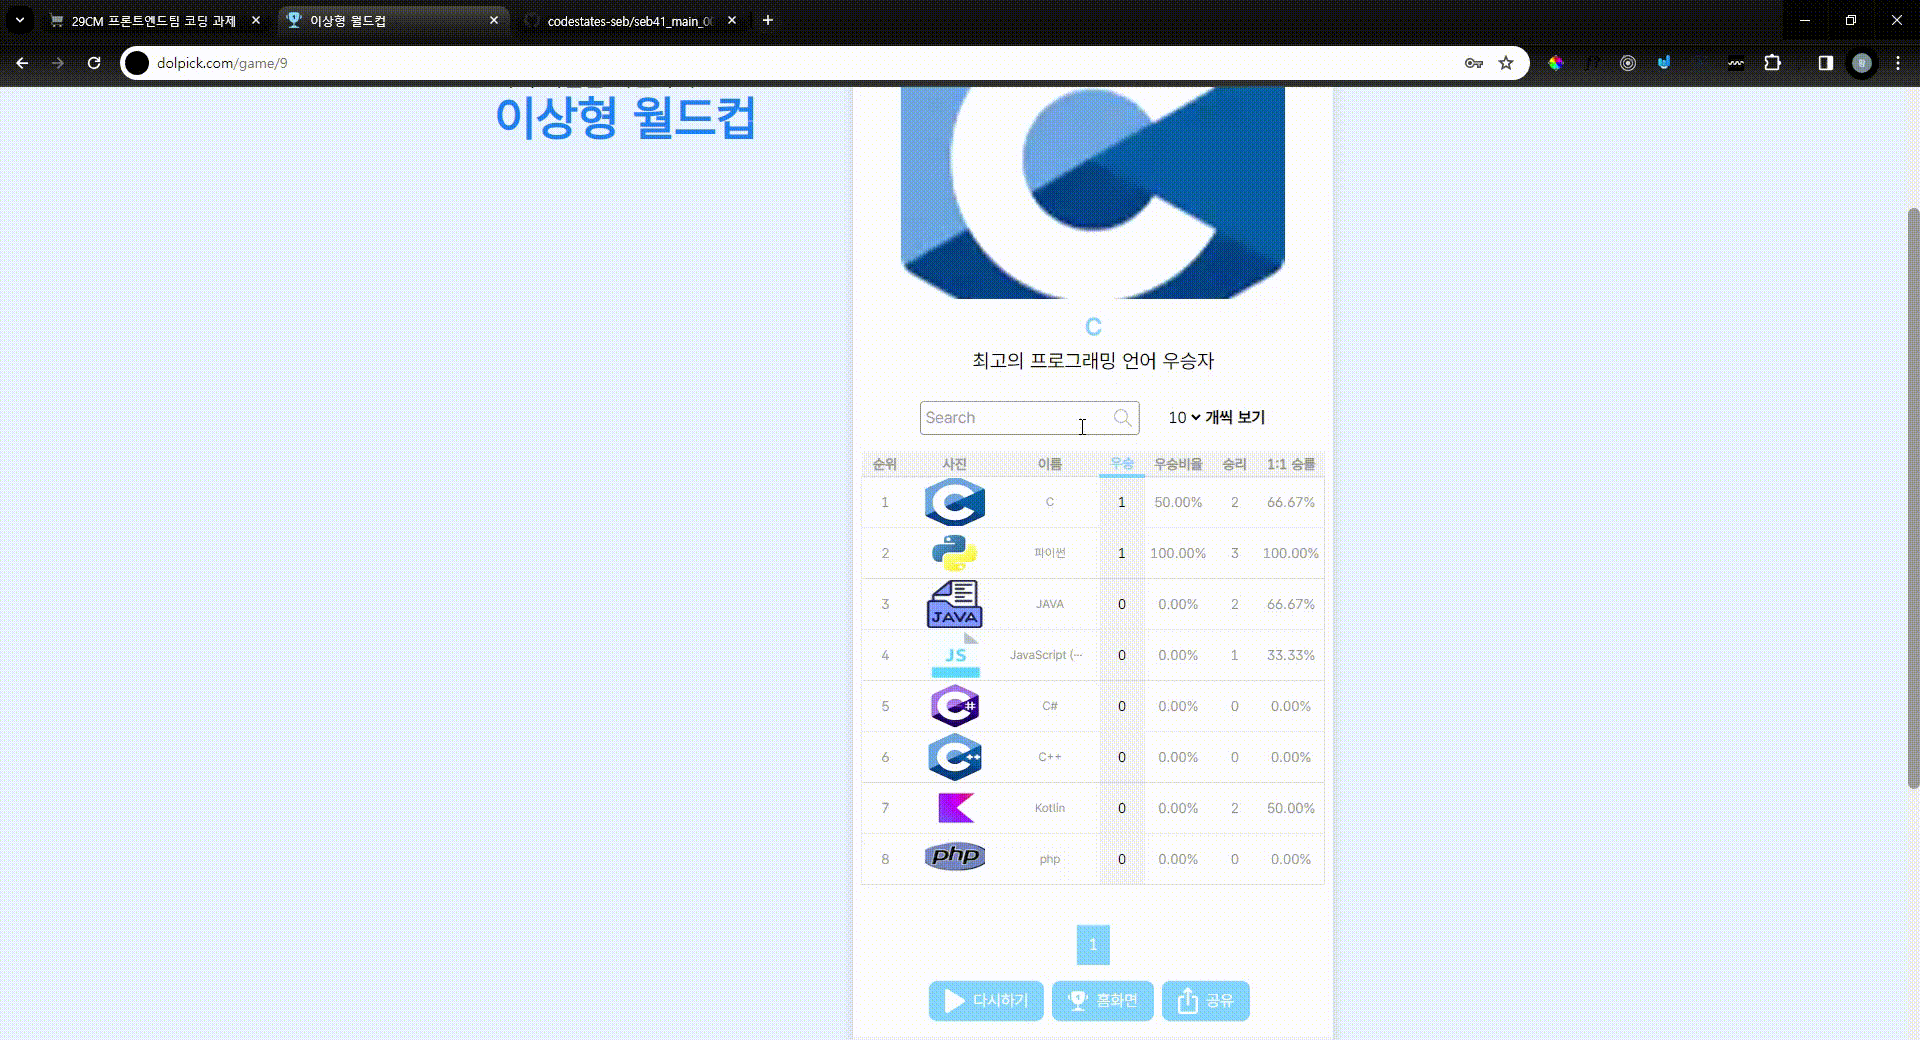 29CM 프론트엔드팀 코딩 과제
이상형 월드컵
codestates-seb/seb41_main_0
dolpick.com/game/9
이상형 월드컵
C
최고의 프로그래밍 언어 우승자
Search
10 개씩 보기
순위 사진 이름 우승 우승비율 승리 1:1 승률
1 C 1 50.00% 2 66.67%
2 파이썬 1 100.00% 3 100.00%
3 JAVA JAVA 0 0.00% 2 66.67%
4 JS JavaScript (··· 0 0.00% 1 33.33%
5 C# C# 0 0.00% 0 0.00%
6 C++ C++ 0 0.00% 0 0.00%
7 Kotlin 0 0.00% 2 50.00%
8 php php 0 0.00% 0 0.00%
1
다시하기
홈화면
공유